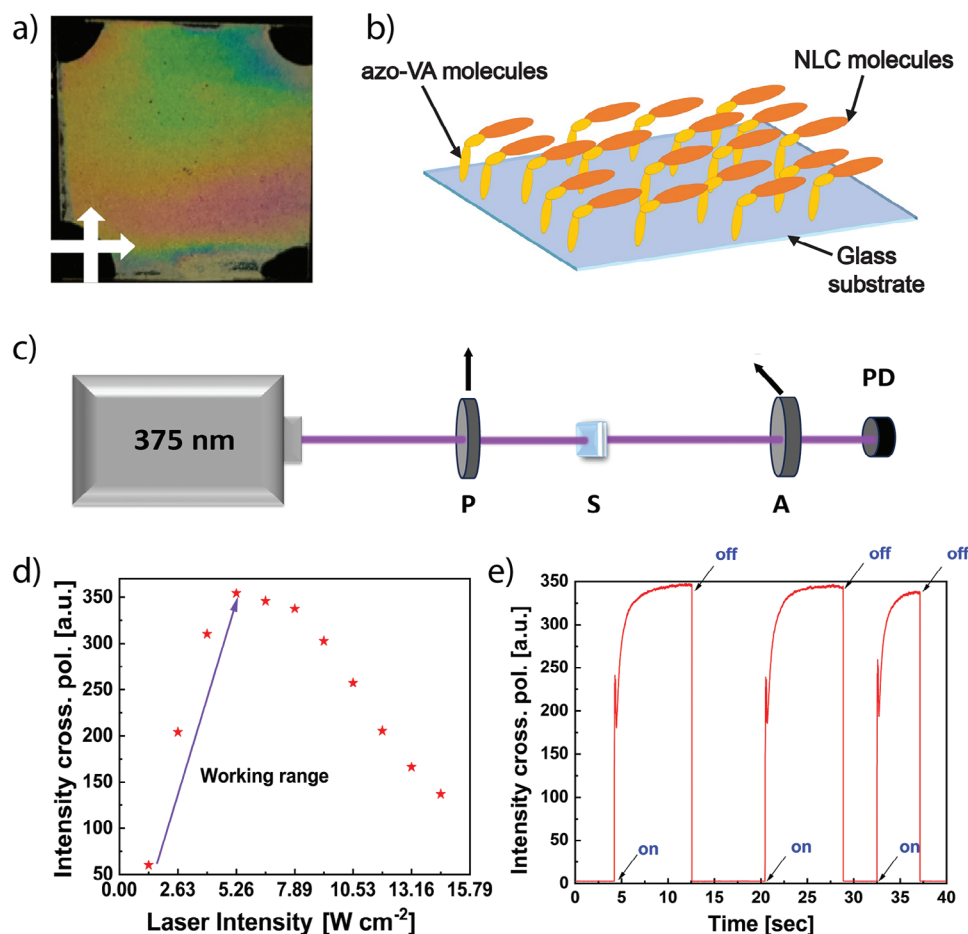 a)
b)
azo-VA molecules
NLC molecules
Glass
substrate
c)
375 nm
P
S
A
PD
d)
Intensity cross. pol. [a.u.]
350
300
250
200
150
100
50
Working range
0.00 2.63 5.26 7.89 10.53 13.16 15.79
Laser Intensity [W cm-2]
e)
Intensity cross. pol. [a.u.]
350
300
250
200
150
100
50
0
off
off
off
on
on
on
0 5 10 15 20 25 30 35 40
Time [sec]